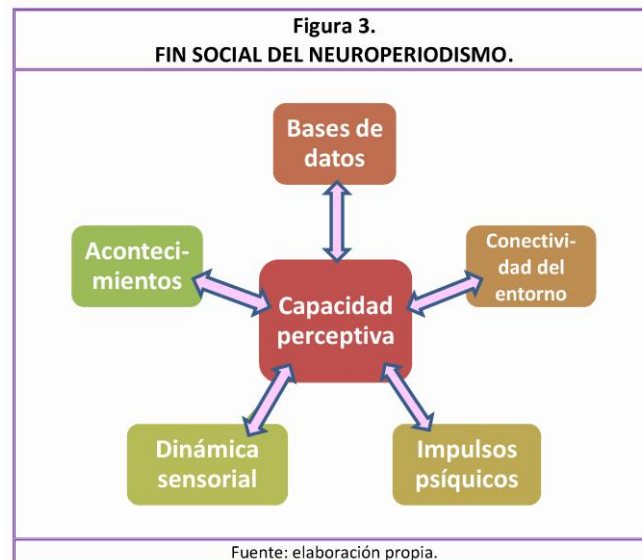 Figura 3.
FIN SOCIAL DEL NEUROPERIODISMO.
Bases de
datos
Aconteci-
mientos
Conectivi-
dad del
entorno
Capacidad
perceptiva
Dinámica
sensorial
Impulsos
psíquicos
Fuente: elaboración propia.